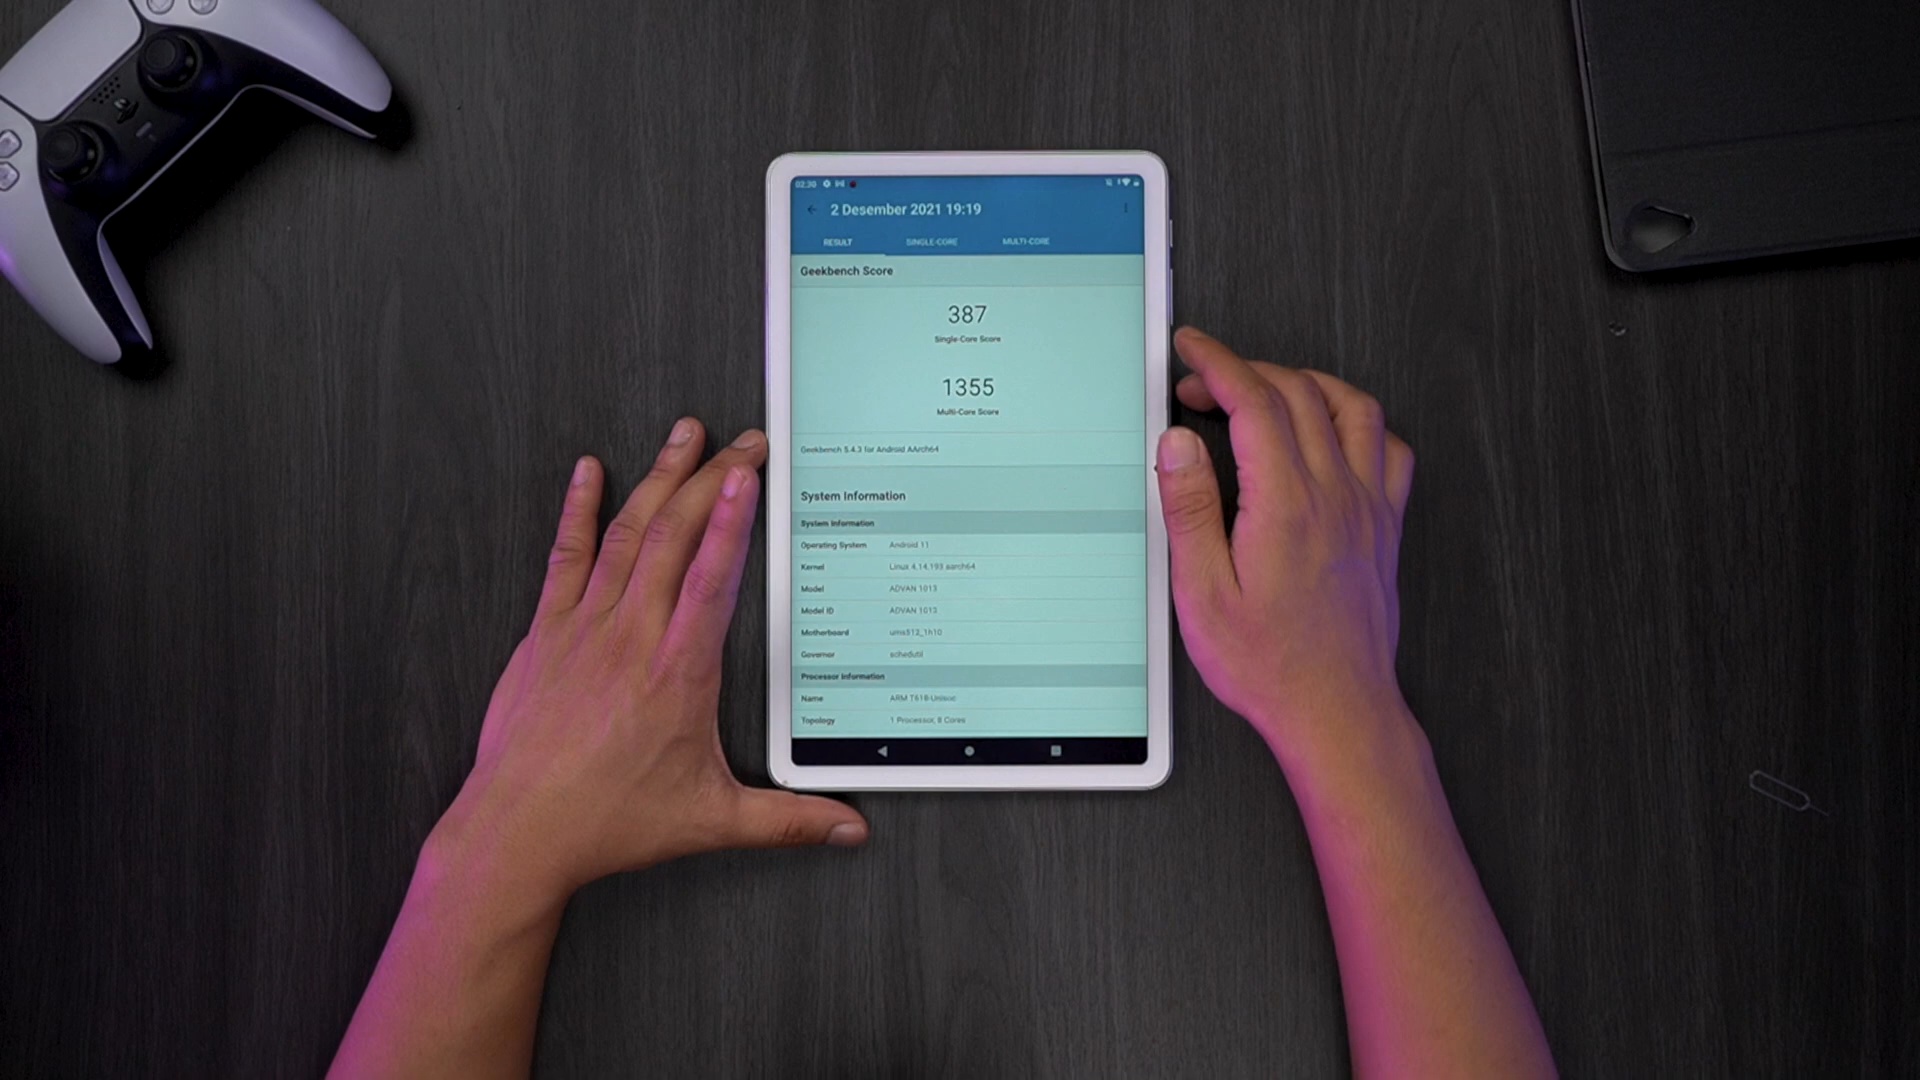 02:30
2 Desember 2021 19:19
RESULT SINGLE-CORE MULTI-CORE
Geekbench Score
387
Single-Core Score
1355
Multi-Core Score
Geekbench 5.4.3 for Android AArch64
System Information
System Information
Operating System Android 11
Kernel Linux 4.14.193 aarch64
Model ADVAN 1013
Model ID ADVAN 1013
Motherboard ums512_1h10
Governor schedutil
Processor Information
Name ARM T618-Unisoc
Topology 1 Processor, 8 Cores